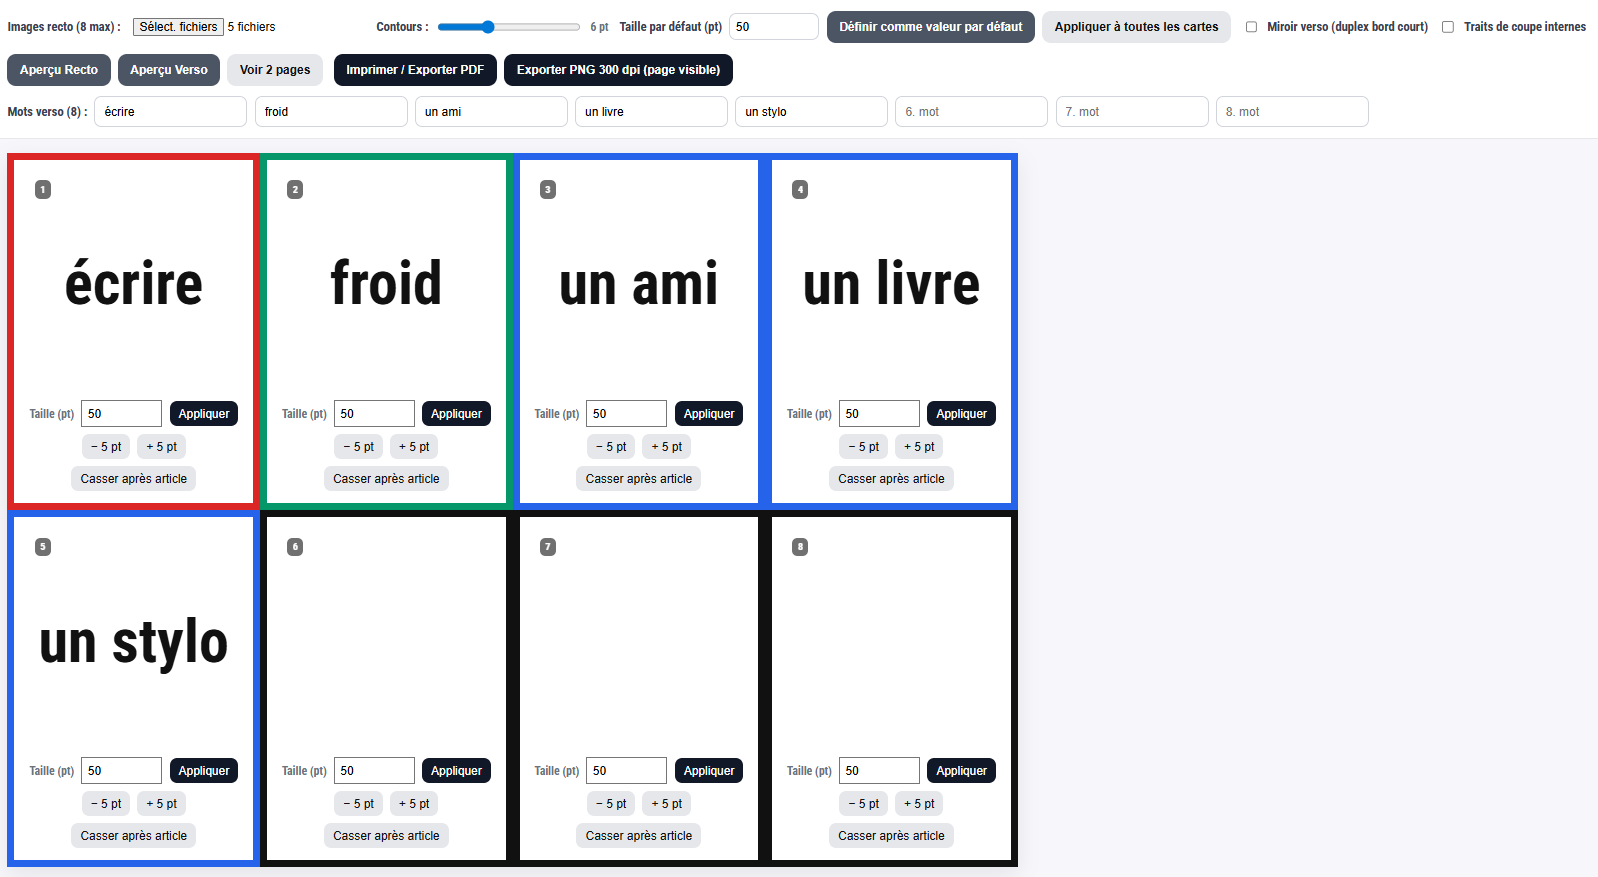 Images recto (8 max) : Sélect. fichiers 5 fichiers Contours : 6 pt Taille par défaut (pt) 50 Définir comme valeur par défaut Appliquer à toutes les cartes Miroir verso (duplex bord court) Traits de coupe internes
Aperçu Recto Aperçu Verso Voir 2 pages Imprimer / Exporter PDF Exporter PNG 300 dpi (page visible)
Mots verso (8) : écrire froid un ami un livre un stylo 6. mot 7. mot 8. mot
1 2 3 4
écrire froid un ami un livre
Taille (pt) 50 Appliquer Taille (pt) 50 Appliquer Taille (pt) 50 Appliquer Taille (pt) 50 Appliquer
− 5 pt + 5 pt − 5 pt + 5 pt − 5 pt + 5 pt − 5 pt + 5 pt
Casser après article Casser après article Casser après article Casser après article
5 6 7 8
un stylo
Taille (pt) 50 Appliquer Taille (pt) 50 Appliquer Taille (pt) 50 Appliquer Taille (pt) 50 Appliquer
− 5 pt + 5 pt − 5 pt + 5 pt − 5 pt + 5 pt − 5 pt + 5 pt
Casser après article Casser après article Casser après article Casser après article